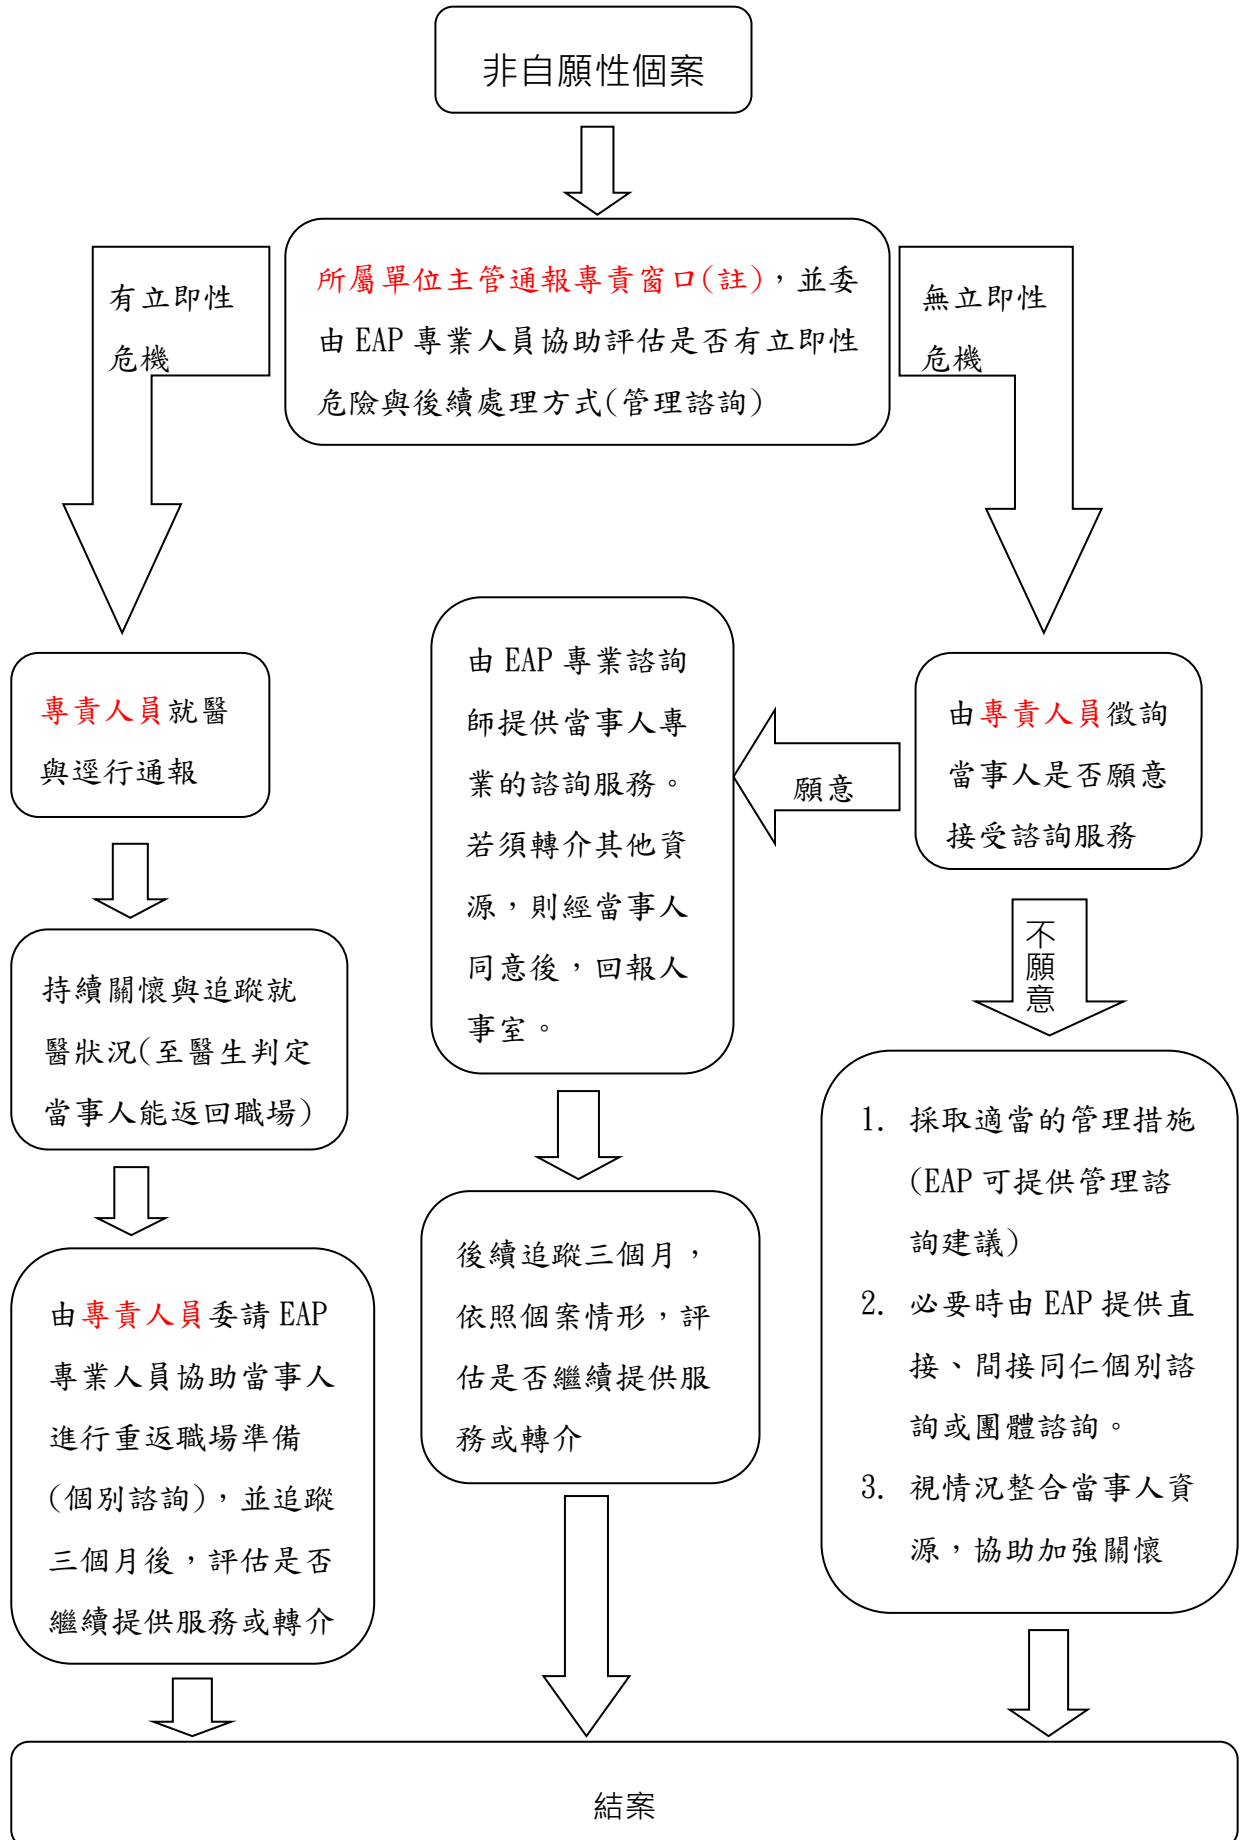 非自願性個案
所屬單位主管通報專責窗口(註)，並委
由 EAP 專業人員協助評估是否有立即性
危險與後續處理方式(管理諮詢)
有立即性
危機
無立即性
危機
專責人員就醫
與逕行通報
持續關懷與追蹤就
醫狀況(至醫生判定
當事人能返回職場)
由專責人員委請 EAP
專業人員協助當事人
進行重返職場準備
(個別諮詢)，並追蹤
三個月後，評估是否
繼續提供服務或轉介
由專責人員徵詢
當事人是否願意
接受諮詢服務
願意
由 EAP 專業諮詢
師提供當事人專
業的諮詢服務。
若須轉介其他資
源，則經當事人
同意後，回報人
事室。
後續追蹤三個月，
依照個案情形，評
估是否繼續提供服
務或轉介
不願意
1. 採取適當的管理措施
(EAP 可提供管理諮
詢建議)
2. 必要時由 EAP 提供直
接、間接同仁個別諮
詢或團體諮詢。
3. 視情況整合當事人資
源，協助加強關懷
結案